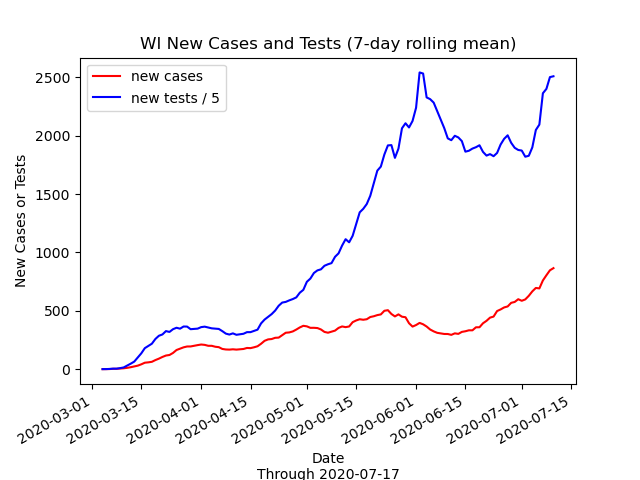 WI New Cases and Tests (7-day rolling mean)
new cases
new tests / 5
New Cases or Tests
2500
2000
1500
1000
500
0
2020-03-01
2020-03-15
2020-04-01
2020-04-15
2020-05-01
2020-05-15
2020-06-01
2020-06-15
2020-07-01
2020-07-15
Date
Through 2020-07-17